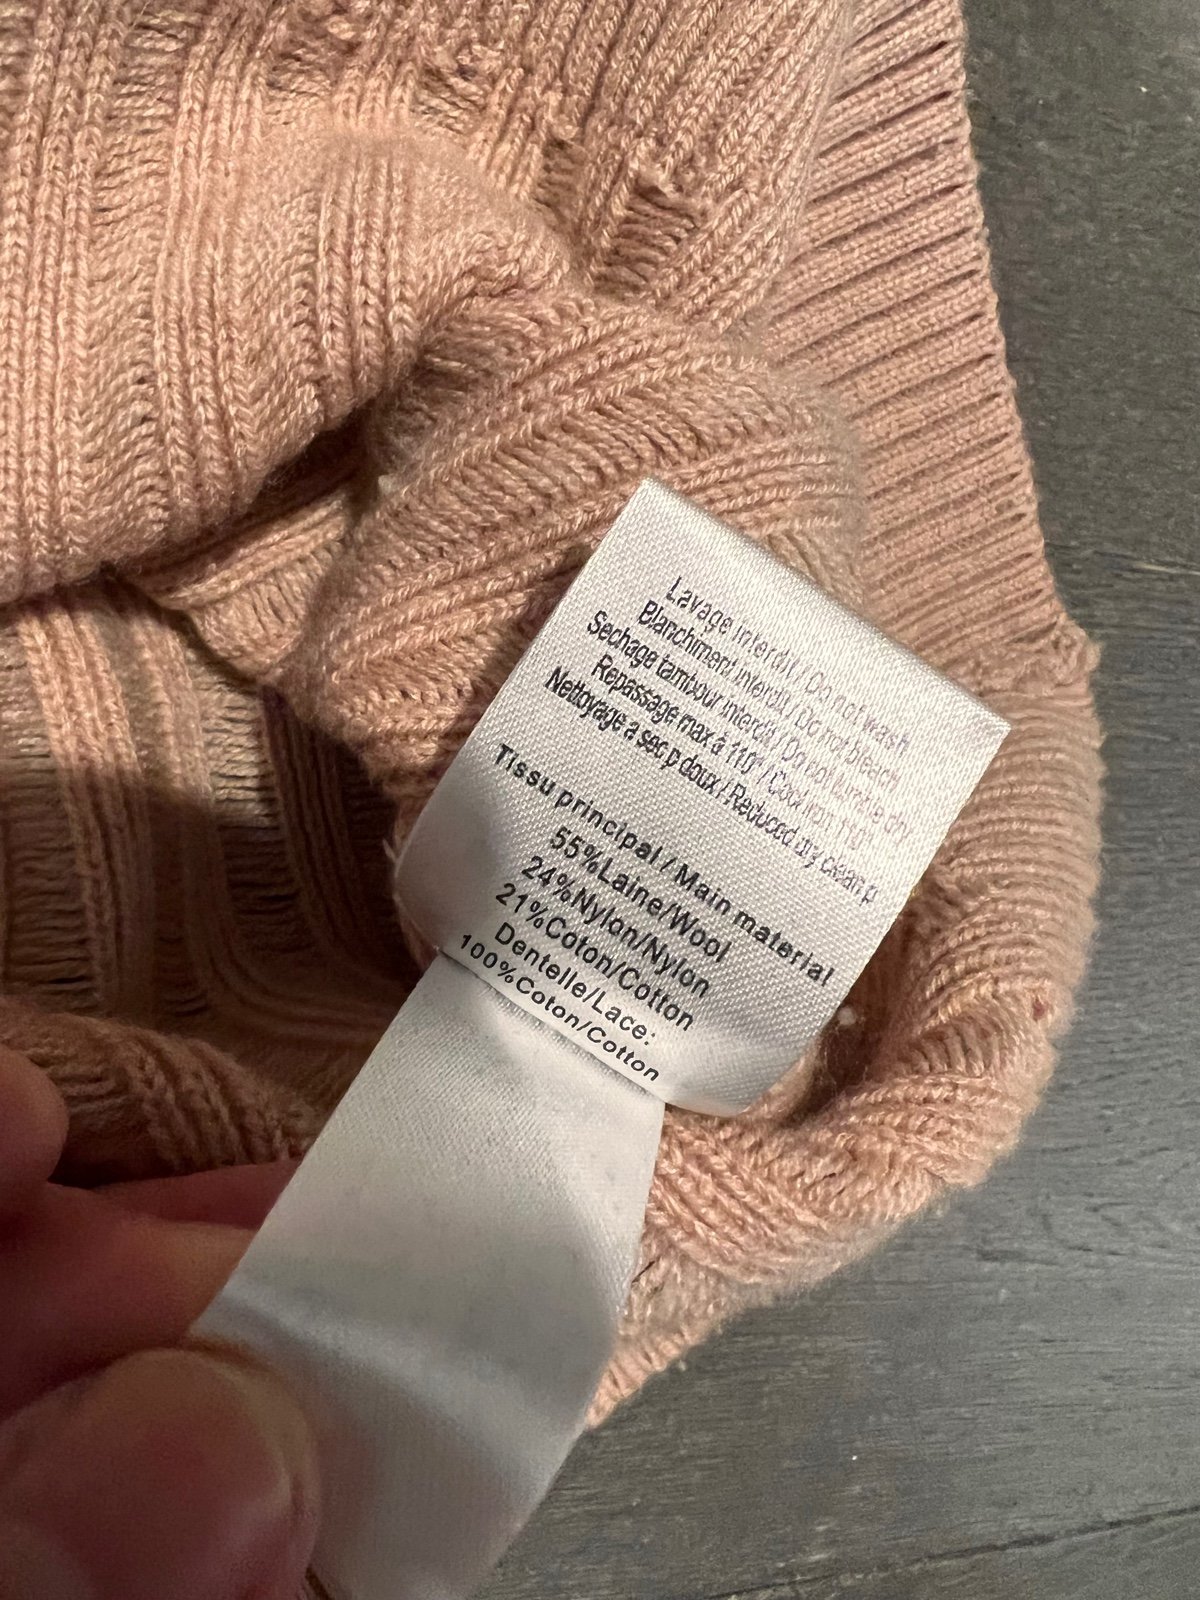 Lavage interdit / Do not wash
Blanchiment interdit / Do not bleach
Sechage tambour interdit / Do not tumble dry
Repassage max à 110° / Cool iron 110°
Nettoyage a sec p doux / Reduced dry clean p
Tissu principal / Main material
55%Laine/Wool
24%Nylon/Nylon
21%Coton/Cotton
Dentelle/Lace:
100%Coton/Cotton